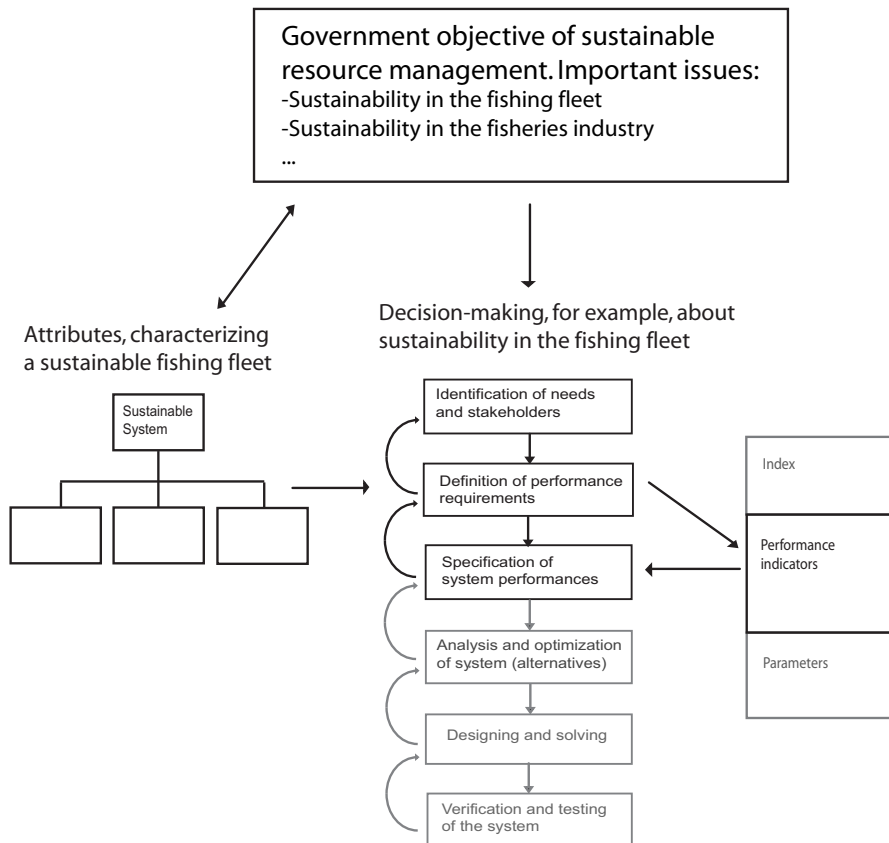 Government objective of sustainable
resource management. Important issues:
-Sustainability in the fishing fleet
-Sustainability in the fisheries industry
...
Attributes, characterizing
a sustainable fishing fleet
Sustainable
System
Decision-making, for example, about
sustainability in the fishing fleet
Identification of needs
and stakeholders
Definition of performance
requirements
Specification of
system performances
Analysis and optimization
of system (alternatives)
Designing and solving
Verification and testing
of the system
Index
Performance
indicators
Parameters